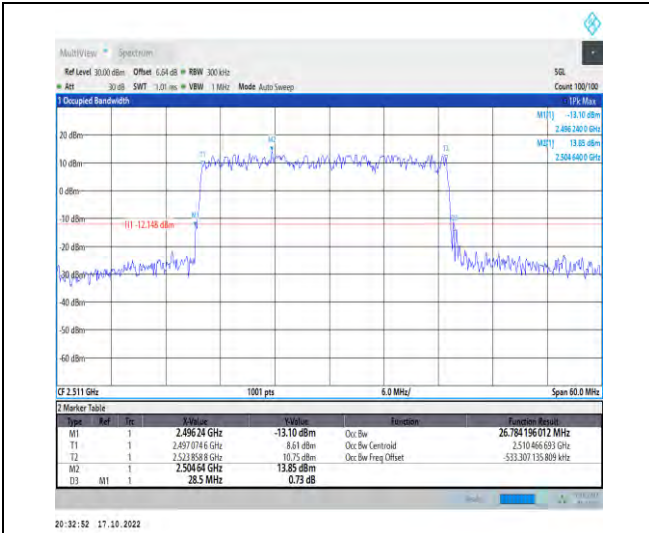 MultiView Spectrum
Ref Level 30.00 dBm Offset 6.64 dB RBW 300 kHz SGL
Att 30 dB SWT 1.01 ms VBW 1 MHz Mode Auto Sweep Count 100/100
1 Occupied Bandwidth 1Pk Max
M1[1] -13.10 dBm
2.496 240 0 GHz
M2[1] 13.85 dBm
2.504 640 0 GHz
20 dBm
M2
T1 T2
10 dBm
0 dBm
-10 dBm
M1
H1 -12.148 dBm
-20 dBm
-30 dBm
-40 dBm
-50 dBm
-60 dBm
CF 2.511 GHz 1001 pts 6.0 MHz/ Span 60.0 MHz
2 Marker Table
Type Ref Trc X-Value Y-Value Function Function Result
M1 1 2.49624 GHz -13.10 dBm Occ Bw 26.784 196 012 MHz
T1 1 2.497 074 6 GHz 8.61 dBm Occ Bw Centroid 2.510 466 693 GHz
T2 1 2.523 858 8 GHz 10.75 dBm Occ Bw Freq Offset -533.307 135 809 kHz
M2 1 2.504 64 GHz 13.85 dBm
D3 M1 1 28.5 MHz 0.73 dB
20:32:52 17.10.2022